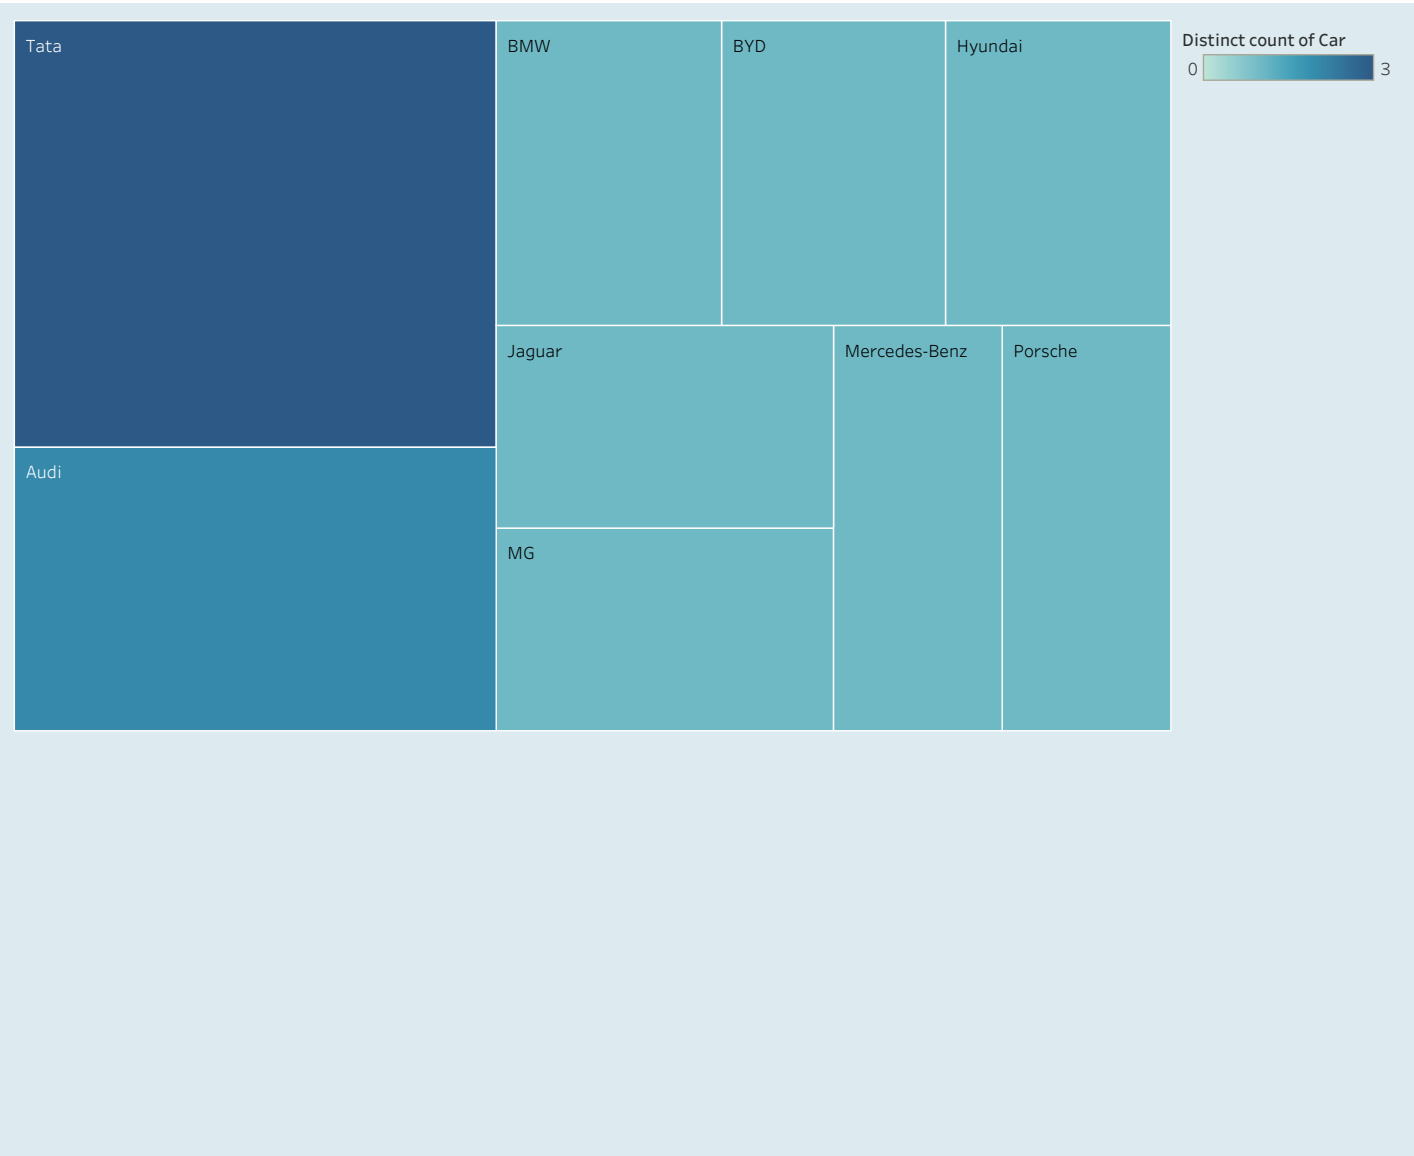 Tata
BMW
BYD
Hyundai
Distinct count of Car
0
3
Jaguar
Mercedes-Benz
Porsche
Audi
MG